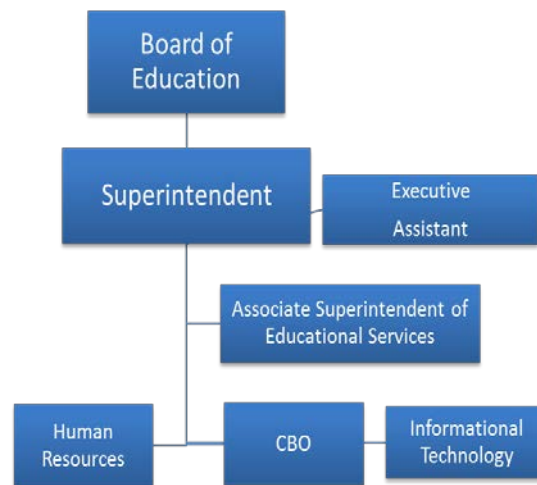 Board of
Education
Superintendent
Executive
Assistant
Associate Superintendent of
Educational Services
Human
Resources
CBO
Informational
Technology